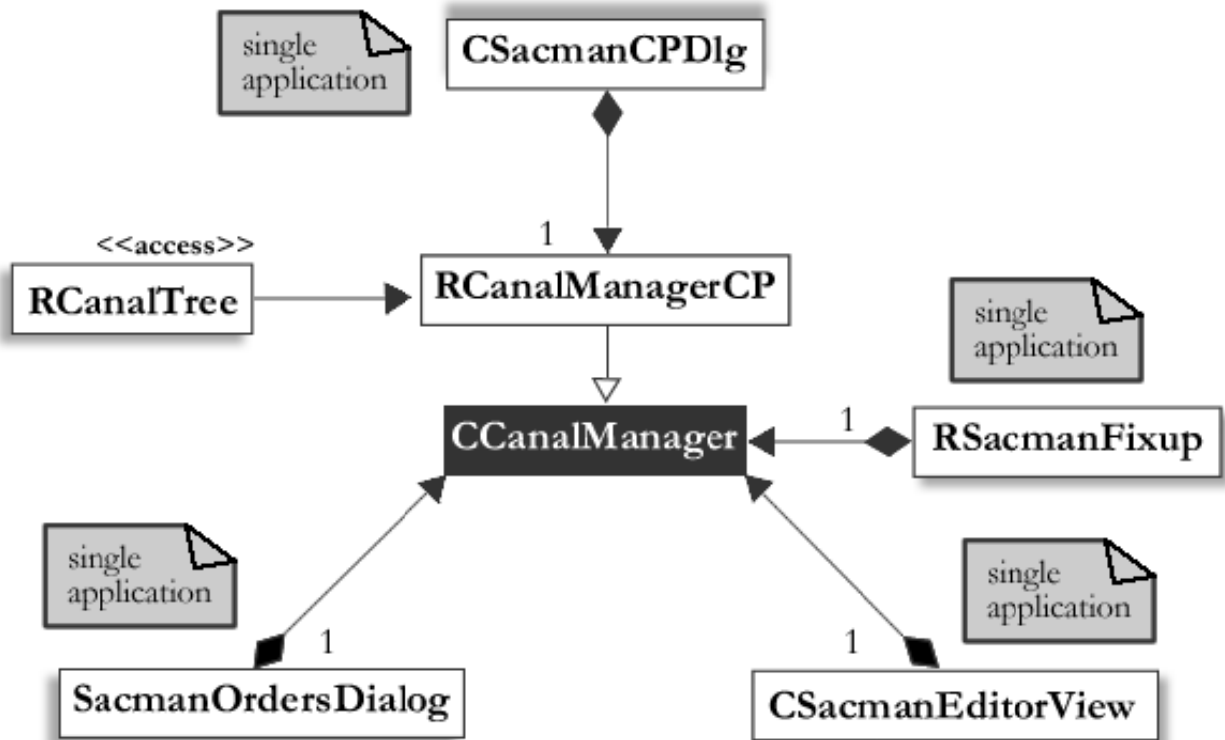 single
application
CSacmanCPDlg
1
<<access>>
RCanalTree
RCanalManagerCP
single
application
CCanalManager
1
RSacmanFixup
single
application
single
application
1
1
SacmanOrdersDialog
CSacmanEditorView